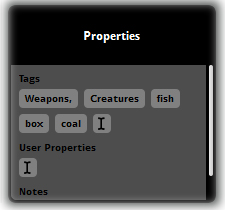 Properties
Tags
Weapons, Creatures fish
box coal
User Properties
Notes